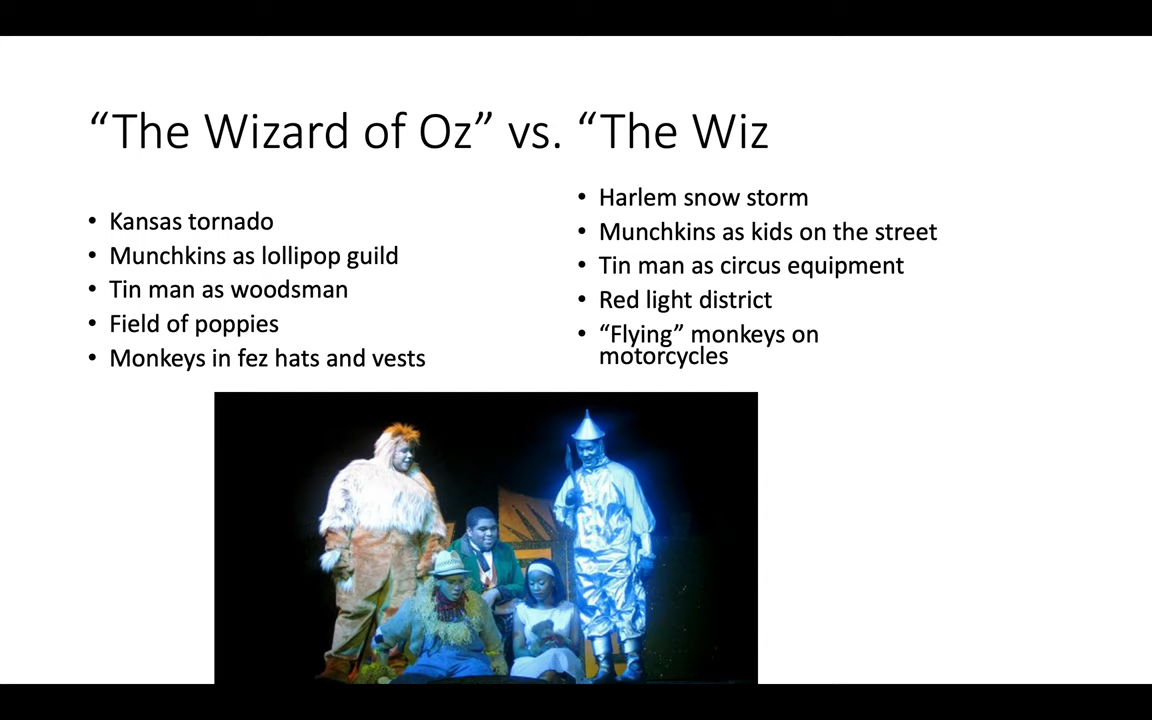 “The Wizard of Oz” vs. “The Wiz
• Kansas tornado
• Munchkins as lollipop guild
• Tin man as woodsman
• Field of poppies
• Monkeys in fez hats and vests
• Harlem snow storm
• Munchkins as kids on the street
• Tin man as circus equipment
• Red light district
• “Flying” monkeys on
motorcycles